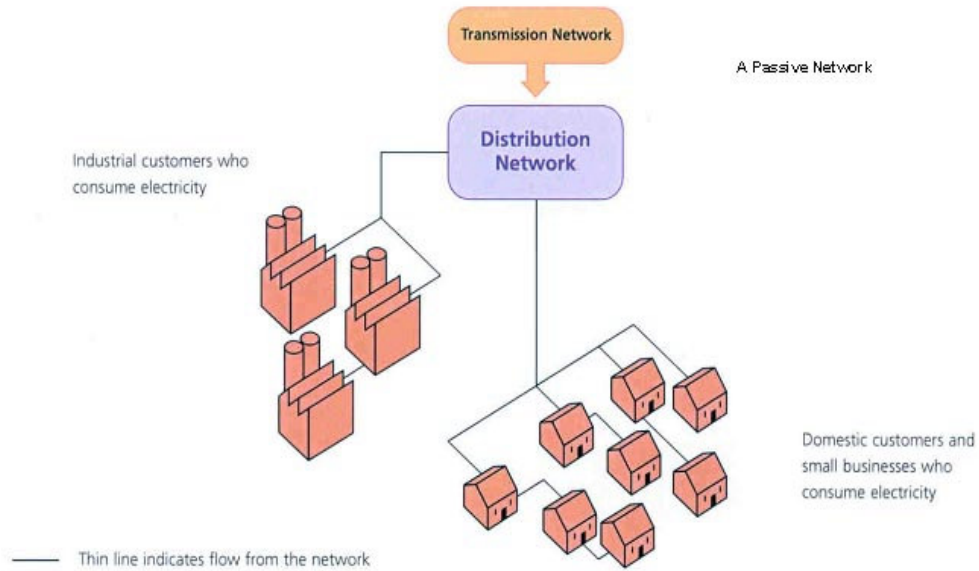 Transmission Network
A Passive Network
Distribution
Network
Industrial customers who
consume electricity
Domestic customers and
small businesses who
consume electricity
Thin line indicates flow from the network